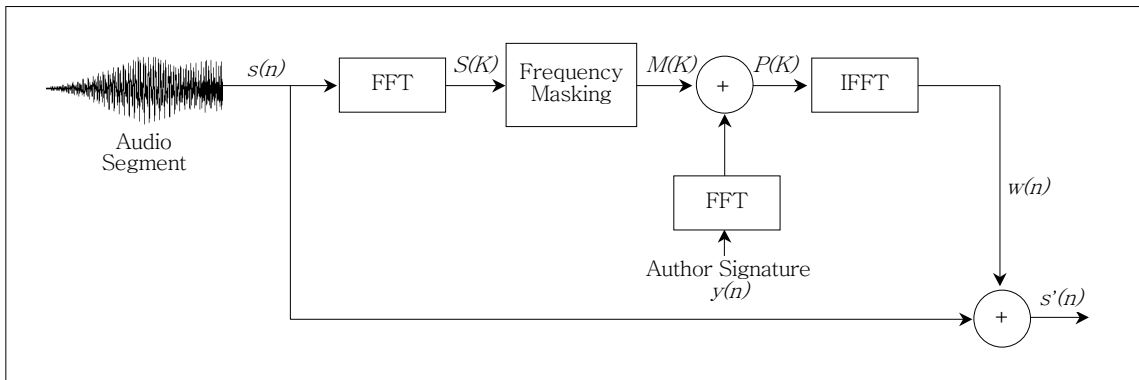 s(n)
FFT
S(K)
Frequency
Masking
M(K)
+
P(K)
IFFT
Audio
Segment
FFT
w(n)
Author Signature
y(n)
+
s'(n)